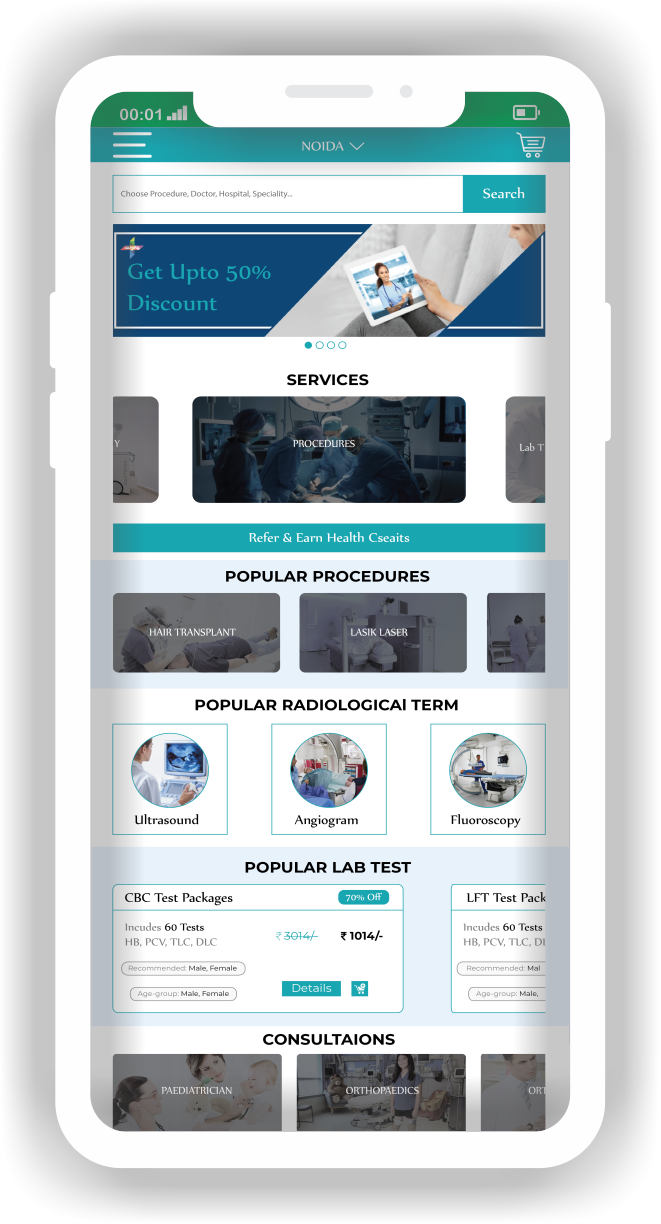 00:01
NOIDA
Choose Procedure, Doctor, Hospital, Speciality...
Search
Get Upto 50%
Discount
SERVICES
Y
PROCEDURES
Lab T
Refer & Earn Health Cseaits
POPULAR PROCEDURES
HAIR TRANSPLANT
LASIK LASER
POPULAR RADIOLOGICAl TERM
Ultrasound
Angiogram
Fluoroscopy
POPULAR LAB TEST
CBC Test Packages
70% Off
Incudes 60 Tests
HB, PCV, TLC, DLC
₹ 3014/-
₹ 1014/-
Recommended: Male, Female
Age-group: Male, Female
Details
LFT Test Pack
Incudes 60 Tests
HB, PCV, TLC, DL
Recommended: Mal
Age-group: Male,
CONSULTAIONS
PAEDIATRICIAN
ORTHOPAEDICS
ORT